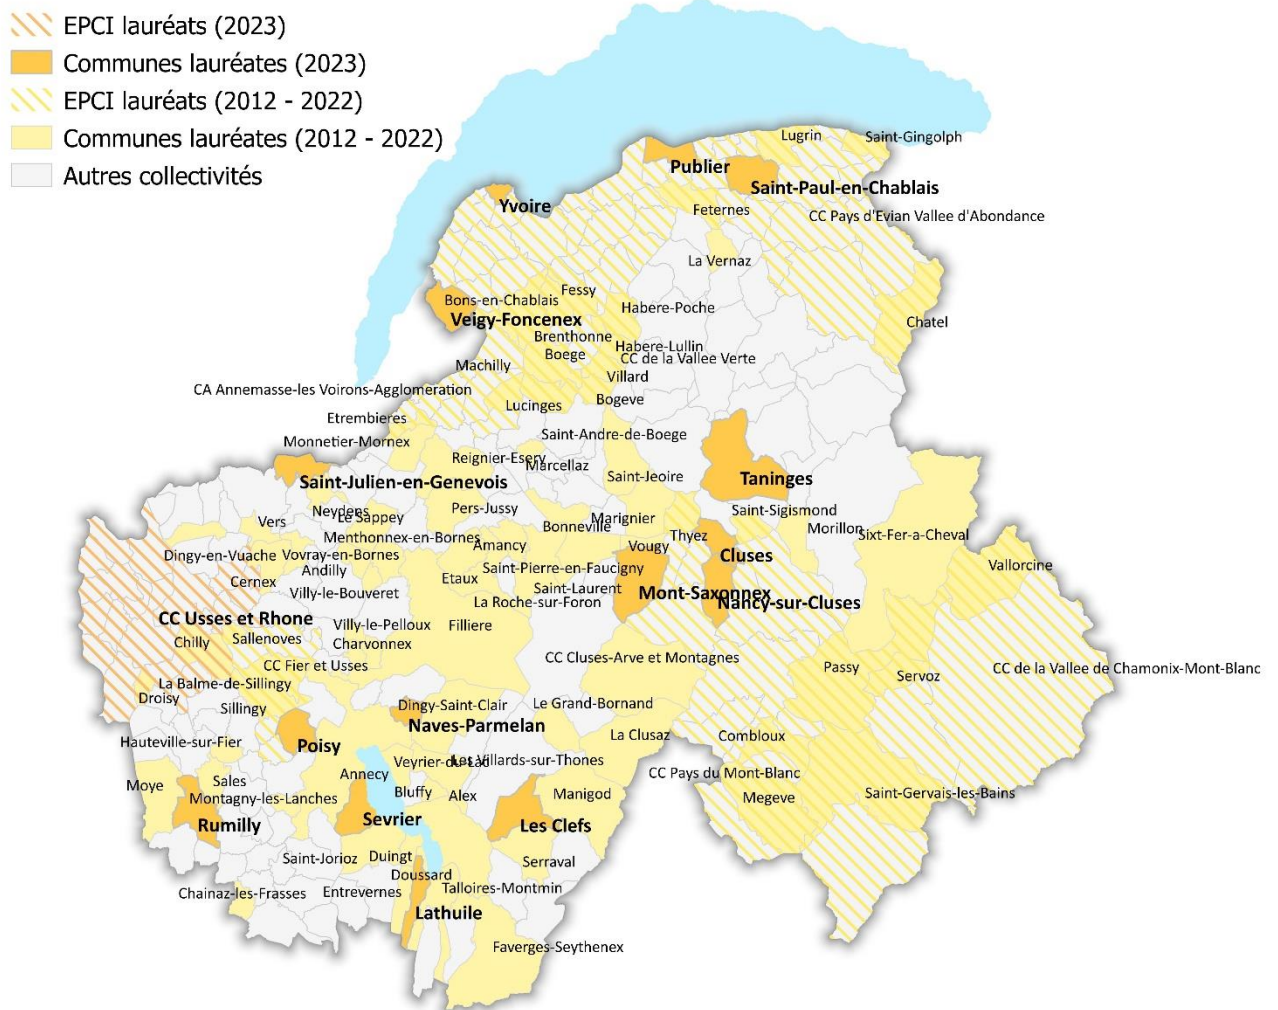 EPCI lauréats (2023)
Communes lauréates (2023)
EPCI lauréats (2012 - 2022)
Communes lauréates (2012 - 2022)
Autres collectivités
Lugrin
Saint-Gingolph
Publier
Saint-Paul-en-Chablais
Yvoire
Feternes
CC Pays d'Evian Vallee d'Abondance
La Vernaz
Fessy
Bons-en-Chablais
Habere-Poche
Veigy-Foncenex
Chatel
Brenthonne
Habere-Lullin
Boege
CC de la Vallee Verte
Machilly
Villard
CA Annemasse-les Voirons-Agglomeration
Bogeve
Lucinges
Etrembieres
Saint-Andre-de-Boege
Monnetier-Mornex
Reignier-Esery
Marcellaz
Saint-Jeoire
Taninges
Saint-Julien-en-Genevois
Pers-Jussy
Neydens
Le Sappey
Saint-Sigismond
Vers
Marignier
Bonneville
Morillon
Sixt-Fer-a-Cheval
Thyez
Menthonnex-en-Bornes
Amancy
Vougy
Dingy-en-Vuache
Vovray-en-Bornes
Cluses
Vallorcine
Andilly
Saint-Pierre-en-Faucigny
Etaux
Cernex
Saint-Laurent
Villy-le-Bouveret
Mont-Saxonnex
Nancy-sur-Cluses
La Roche-sur-Foron
CC Usses et Rhone
Villy-le-Pelloux
Filliere
Chilly
Sallenoves
Charvonnex
CC Cluses-Arve et Montagnes
CC Fier et Usses
Passy
CC de la Vallee de Chamonix-Mont-Blanc
Servoz
La Balme-de-Sillingy
Droisy
Dingy-Saint-Clair
Le Grand-Bornand
Sillingy
Naves-Parmelan
La Clusaz
Combloux
Hauteville-sur-Fier
Poisy
Veyrier-du-Lac
Les Villards-sur-Thones
Annecy
CC Pays du Mont-Blanc
Sales
Moye
Bluffy
Alex
Manigod
Saint-Gervais-les-Bains
Montagny-les-Lanches
Megeve
Sevrier
Rumilly
Les Clefs
Saint-Jorioz
Duingt
Serraval
Doussard
Talloires-Montmin
Chainaz-les-Frasses
Entrevernes
Lathuile
Faverges-Seythenex